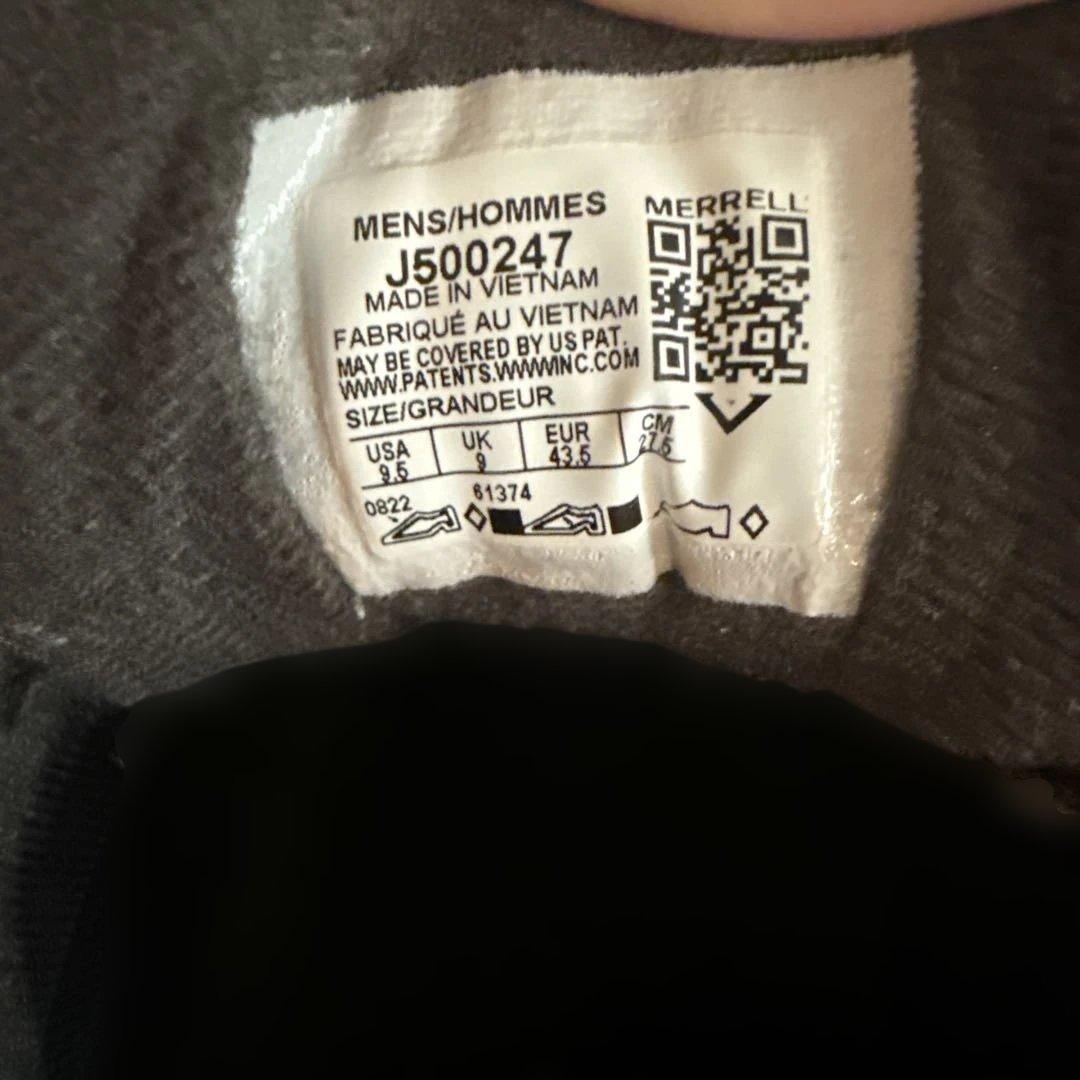 MENS/HOMMES
J500247
MADE IN VIETNAM
FABRIQUÉ AU VIETNAM
MAY BE COVERED BY US PAT.
WWW.PATENTS.WWWINC.COM
SIZE/GRANDEUR
USA UK EUR CM
9.5 9 43.5 27.5
0822 61374
MERRELL